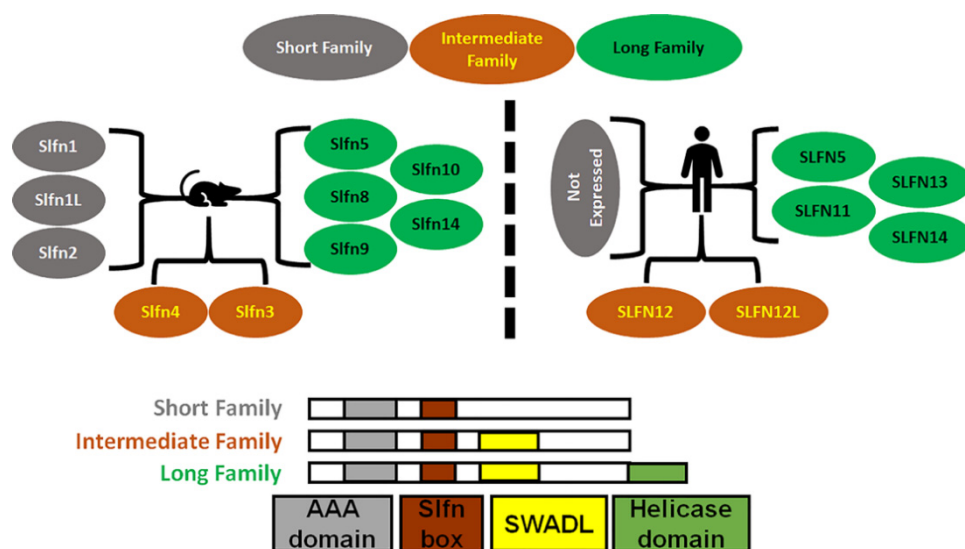 Short Family
Intermediate
Family
Long Family
Slfn1
Slfn1L
Slfn2
Slfn5
Slfn10
Slfn8
Slfn14
Slfn9
Slfn4
Slfn3
Not
Expressed
SLFN5
SLFN13
SLFN11
SLFN14
SLFN12
SLFN12L
Short Family
Intermediate Family
Long Family
AAA
domain
Slfn
box
SWADL
Helicase
domain